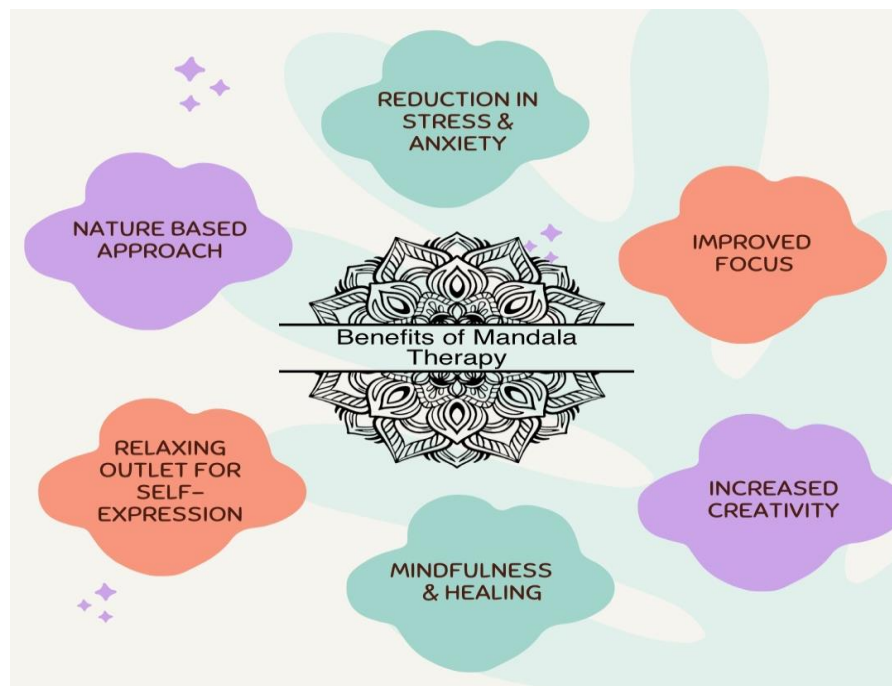 REDUCTION IN
STRESS &
ANXIETY
NATURE BASED
APPROACH
IMPROVED
FOCUS
Benefits of Mandala
Therapy
RELAXING
OUTLET FOR
SELF-
EXPRESSION
INCREASED
CREATIVITY
MINDFULNESS
& HEALING